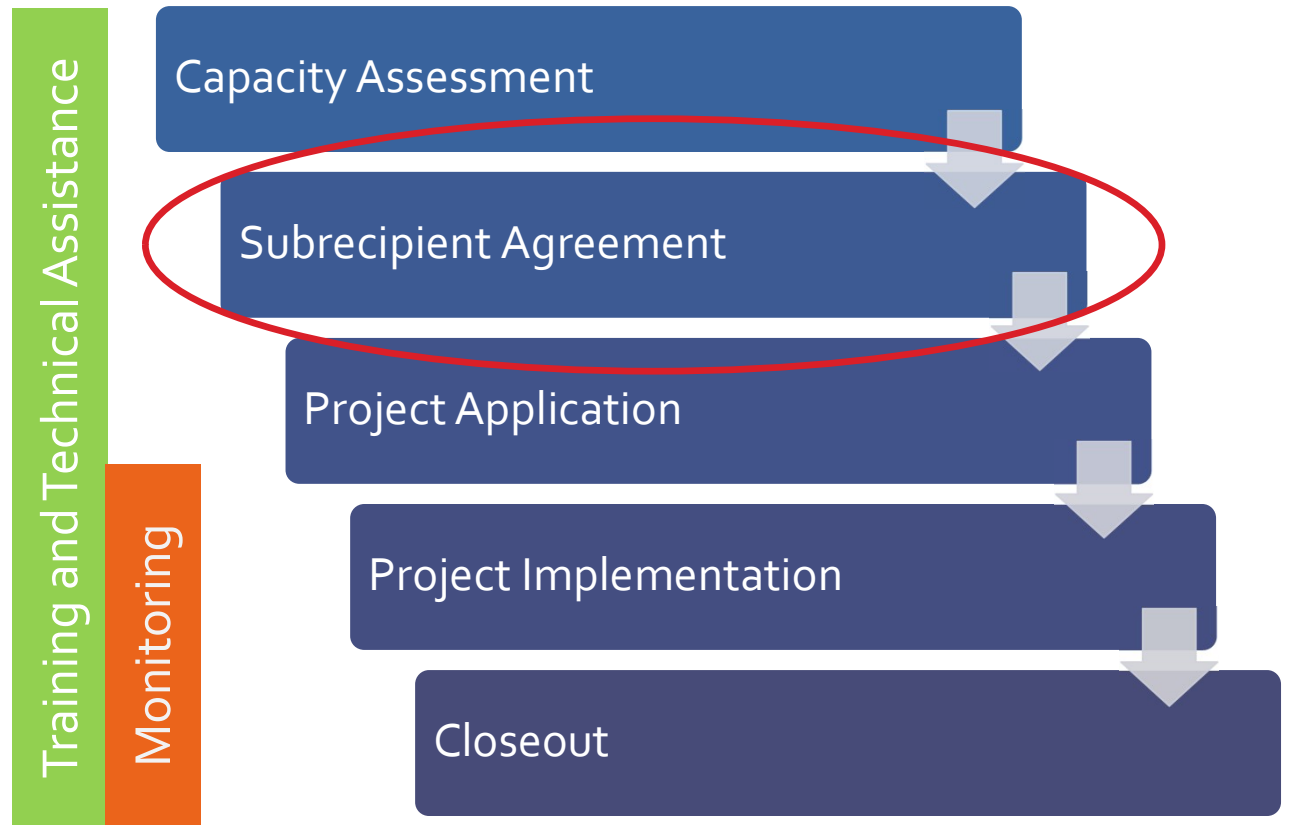 Training and Technical Assistance
Monitoring
Capacity Assessment
Subrecipient Agreement
Project Application
Project Implementation
Closeout